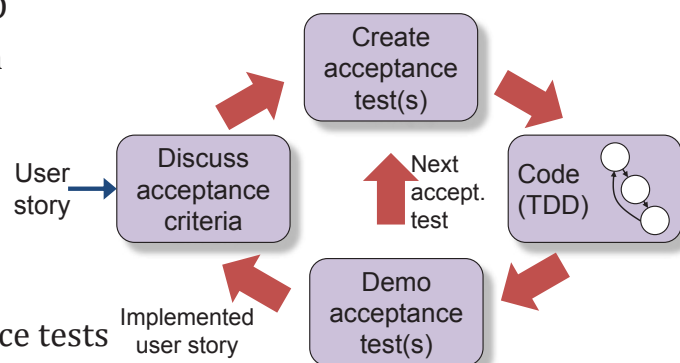 Create
acceptance
test(s)
User
story
Discuss
acceptance
criteria
Next
accept.
test
Code
(TDD)
Demo
acceptance
test(s)
Implemented
user story
ce tests